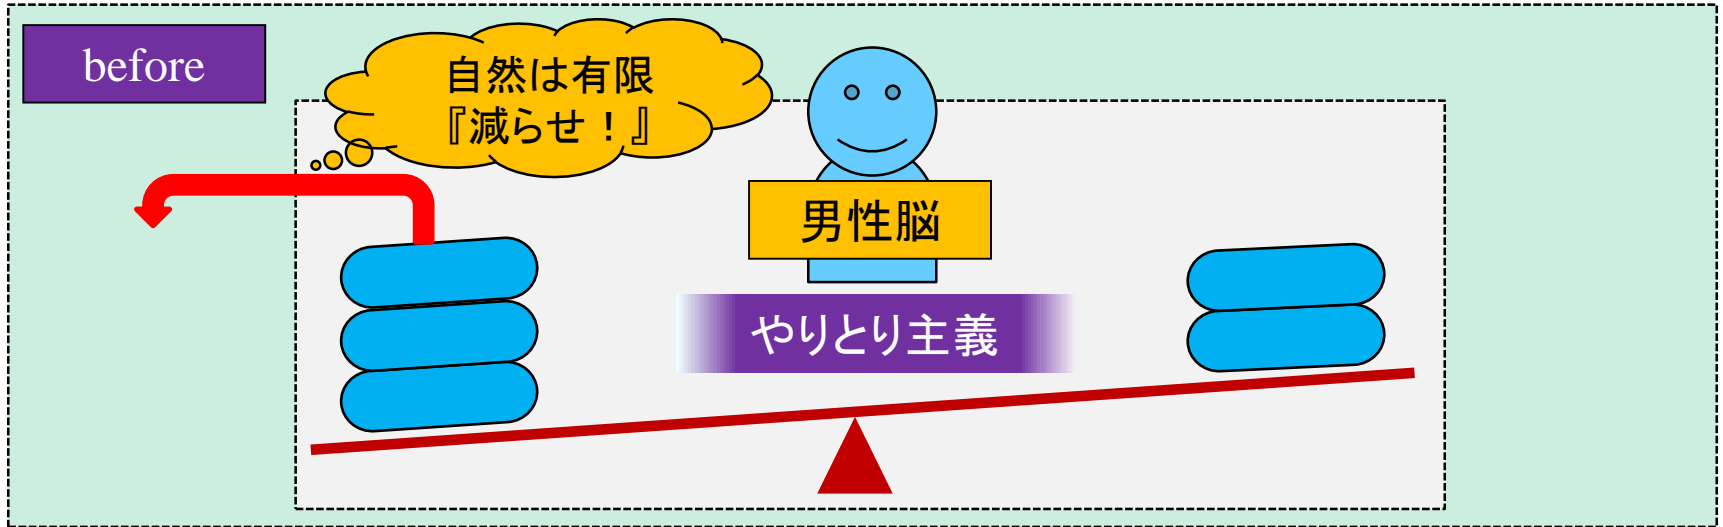 before
自然は有限
『減らせ！』
男性脳
やりとり主義